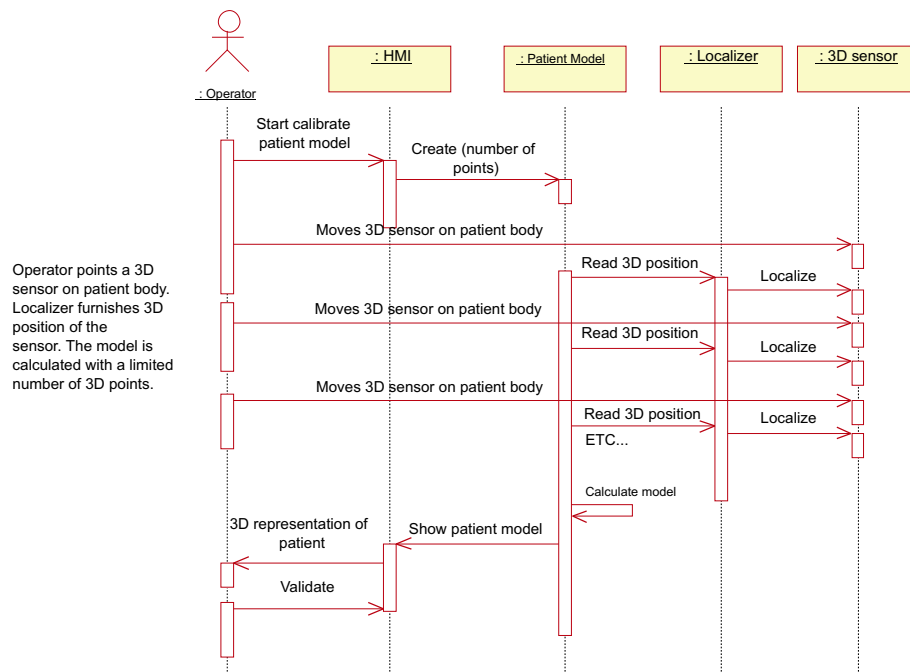 : HMI
: Patient Model
: Localizer
: 3D sensor
: Operator
Start calibrate
patient model
Create (number of
points)
Moves 3D sensor on patient body
Operator points a 3D
sensor on patient body.
Localizer furnishes 3D
position of the
sensor. The model is
calculated with a limited
number of 3D points.
Read 3D position
Localize
Moves 3D sensor on patient body
Read 3D position
Localize
Moves 3D sensor on patient body
Read 3D position
Localize
ETC...
Calculate model
3D representation of
patient
Show patient model
Validate